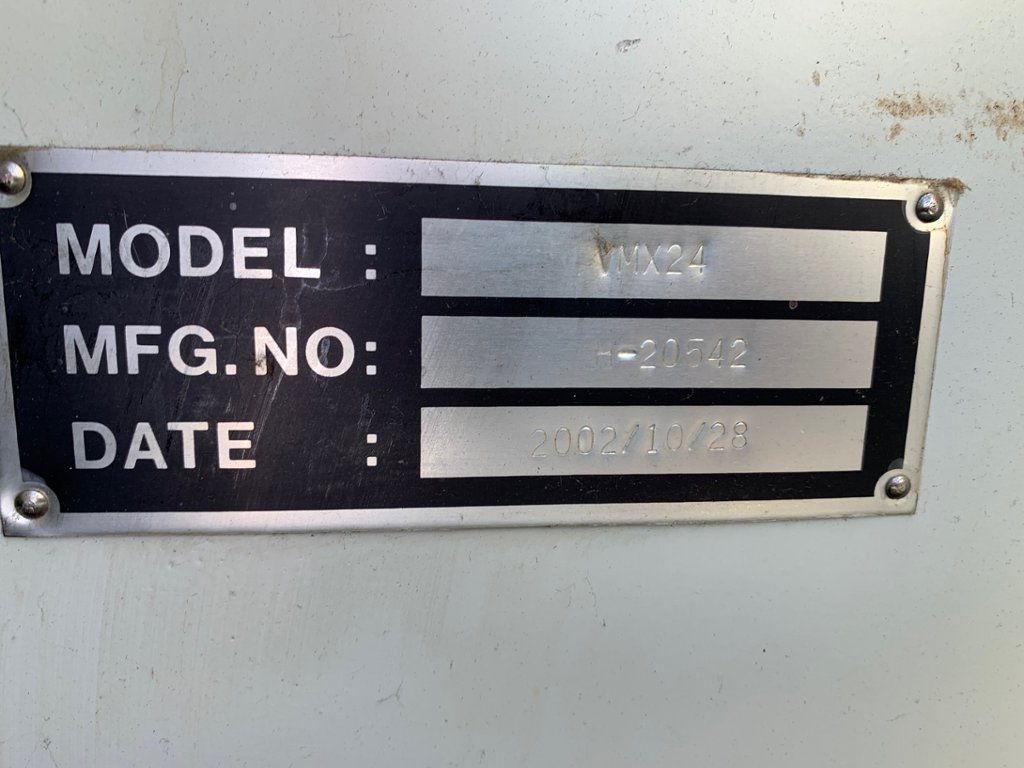 MODEL : VMX24
MFG. NO: H-20542
DATE : 2002/10/28